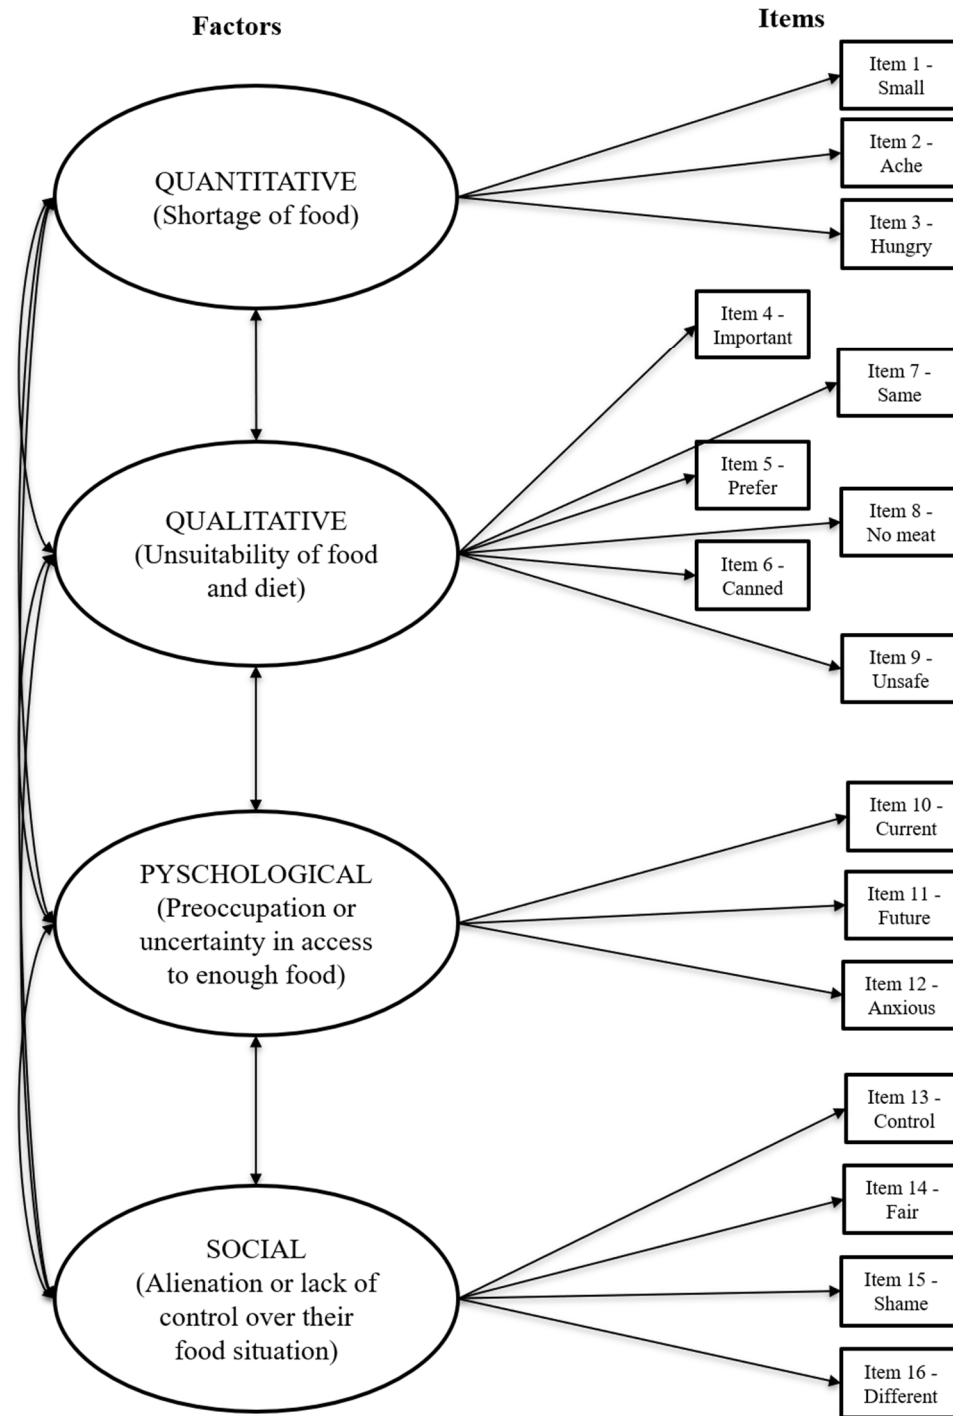 Factors
Items
QUANTITATIVE
(Shortage of food)
Item 1 -
Small
Item 2 -
Ache
Item 3 -
Hungry
QUALITATIVE
(Unsuitability of food
and diet)
Item 4 -
Important
Item 7 -
Same
Item 5 -
Prefer
Item 8 -
No meat
Item 6 -
Canned
Item 9 -
Unsafe
PYSCHOLOGICAL
(Preoccupation or
uncertainty in access
to enough food)
Item 10 -
Current
Item 11 -
Future
Item 12 -
Anxious
SOCIAL
(Alienation or lack of
control over their
food situation)
Item 13 -
Control
Item 14 -
Fair
Item 15 -
Shame
Item 16 -
Different